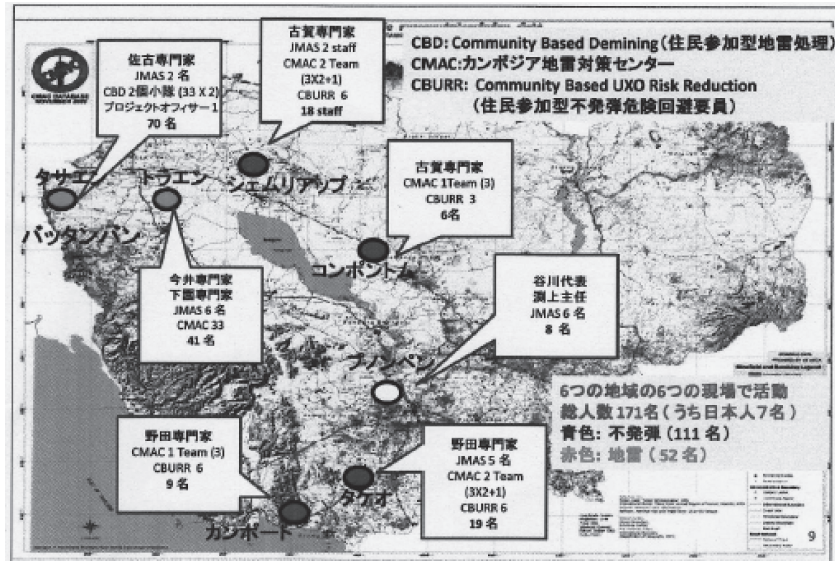 CMAC DATABASE
佐古専門家
JMAS 2 名
CBD 2個小隊 (33 X 2)
プロジェクトオフィサー 1
70 名
古賀専門家
JMAS 2 staff
CMAC 2 Team
(3X2+1)
CBURR 6
18 staff
CBD: Community Based Demining(住民参加型地雷処理)
CMAC:カンボジア地雷対策センター
CBURR: Community Based UXO Risk Reduction
(住民参加型不発弾危険回避要員)
タサエン
トラエン
シェムリアップ
バッタンバン
古賀専門家
CMAC 1Team (3)
CBURR 3
6名
コンポントム
今井専門家
下園専門家
JMAS 6 名
CMAC 33
41 名
谷川代表
渕上主任
JMAS 6 名
8 名
プノンペン
6つの地域の6つの現場で活動
総人数 171名(うち日本人7名)
青色: 不発弾(111 名)
赤色: 地雷(52 名)
野田専門家
CMAC 1 Team (3)
CBURR 6
9 名
野田専門家
JMAS 5 名
CMAC 2 Team
(3X2+1)
CBURR 6
19 名
タケオ
カンポート
9